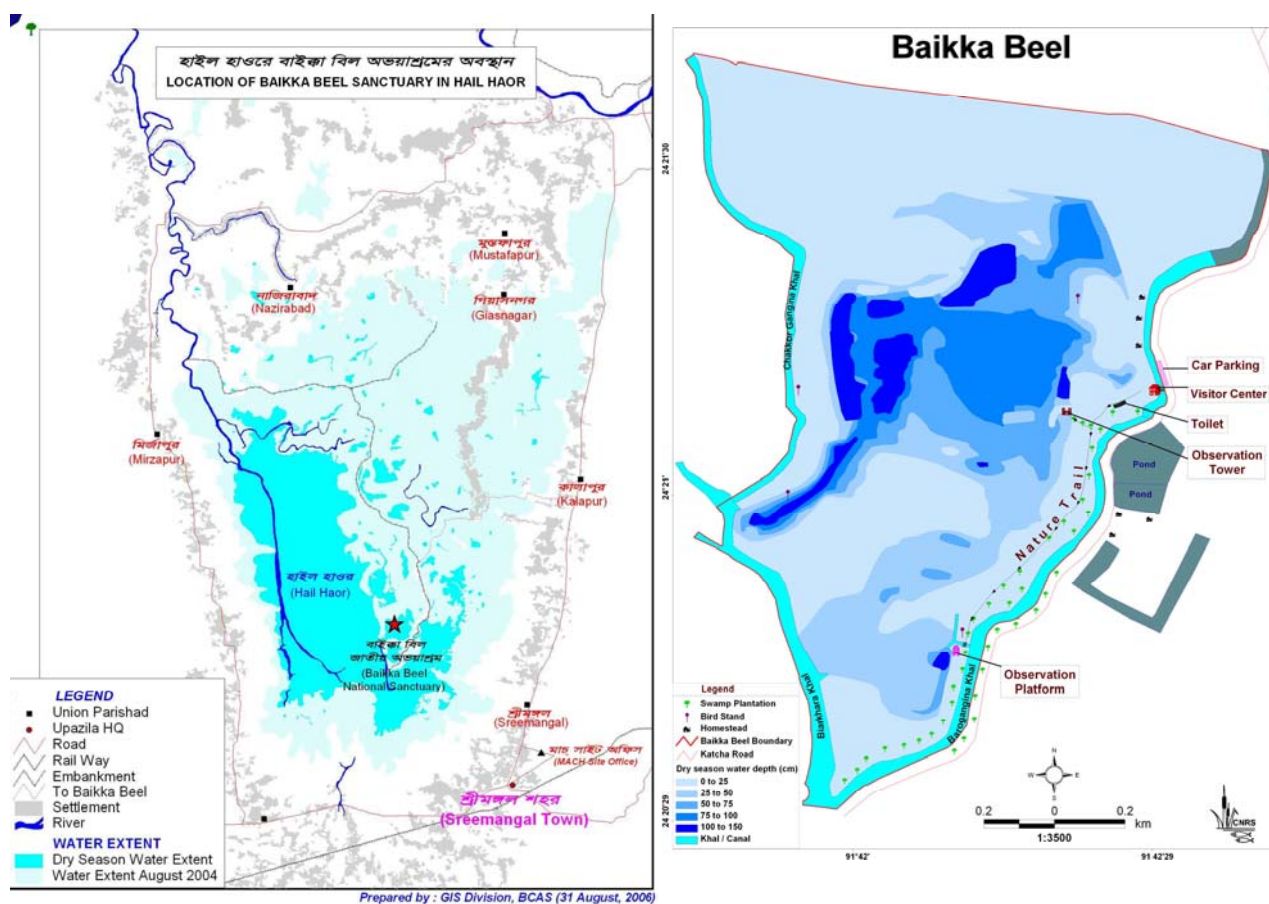 হাইল হাওরে বাইক্কা বিল অভয়াশ্রমের অবস্থান
LOCATION OF BAIKKA BEEL SANCTUARY IN HAIL HAOR
মুস্তফাপুর
(Mustafapur)
নাজিরাবাদ
(Nazirabad)
গিয়াসনগর
(Giasnagar)
মির্জাপুর
(Mirzapur)
কালাপুর
(Kalapur)
হাইল হাওর
(Hail Haor)
বাইক্কা বিল
জাতীয় অভয়াশ্রম
(Baikka Beel
National Sanctuary)
শ্রীমঙ্গল
(Sreemangal)
মাচ সাইট অফিস
(MACH Site Office)
শ্রীমঙ্গল শহর
(Sreemangal Town)
LEGEND
Union Parishad
Upazila HQ
Road
Rail Way
Embankment
To Baikka Beel
Settlement
River
WATER EXTENT
Dry Season Water Extent
Water Extent August 2004
Prepared by : GIS Division, BCAS (31 August, 2006)
Baikka Beel
24 21'30
24°21'
24 20'29
Chakkor Gangina Khal
Car Parking
Visitor Center
Toilet
Observation
Tower
Pond
Pond
Nature Trail
Observation
Platform
Barogangina Khal
Legend
Swamp Plantation
Bird Stand
Homestead
Baikka Beel Boundary
Katcha Road
Dry season water depth (cm)
0 to 25
25 to 50
50 to 75
75 to 100
100 to 150
Khal / Canal
N
W
E
S
0.2 0 0.2
km
1:3500
CNRS
91°42'
91 42'29